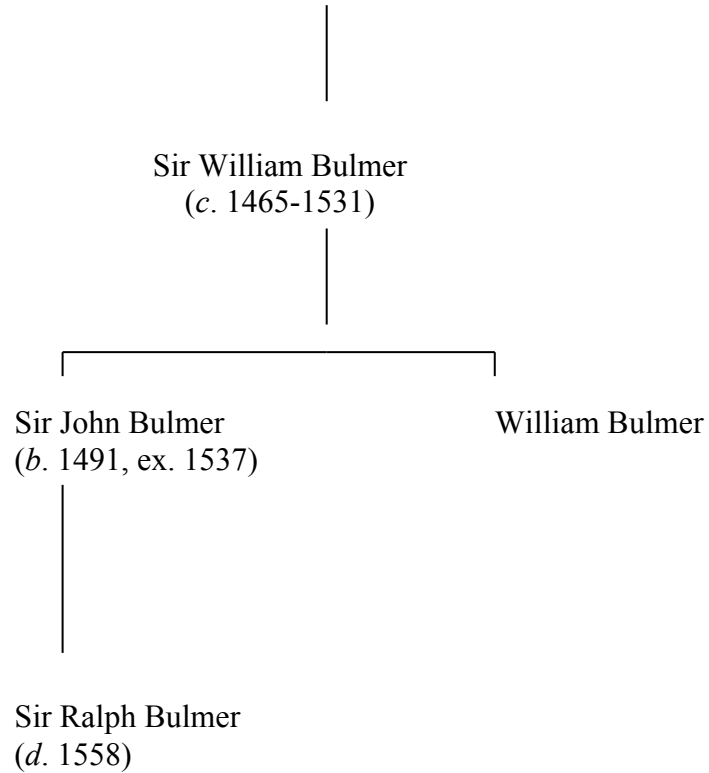 Sir William Bulmer
(c. 1465-1531)
Sir John Bulmer
William Bulmer
(b. 1491, ex. 1537)
Sir Ralph Bulmer
(d. 1558)